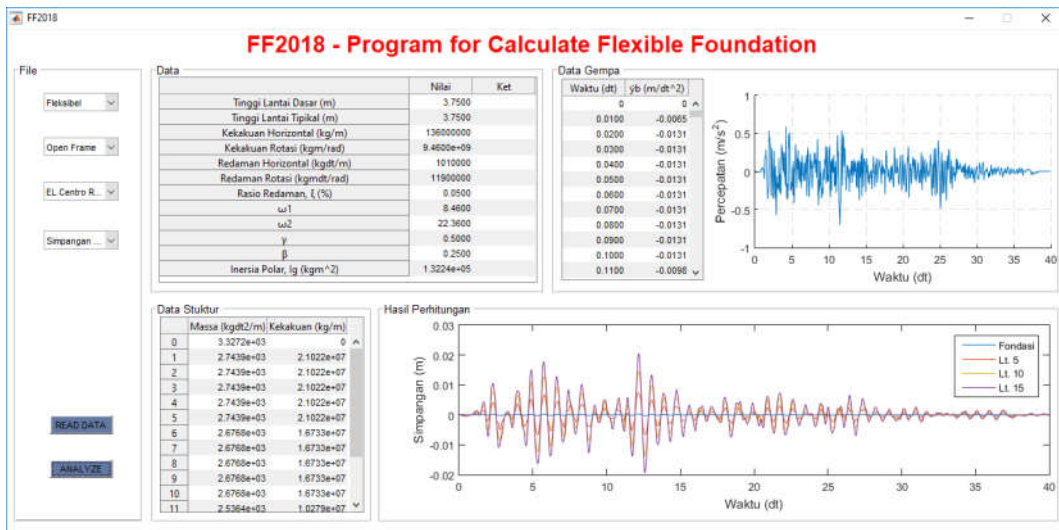 FF2018
FF2018 - Program for Calculate Flexible Foundation
File
Fleksibel
Open Frame
EL Centro R...
Simpangan ...
READ DATA
ANALYZE
Data
Nilai Ket
Tinggi Lantai Dasar (m) 3.7500
Tinggi Lantai Tipikal (m) 3.7500
Kekakuan Horizontal (kg/m) 136000000
Kekakuan Rotasi (kgm/rad) 9.4600e+09
Redaman Horizontal (kgdt/m) 1010000
Redaman Rotasi (kgmdt/rad) 11900000
Rasio Redaman, ξ (%) 0.0500
ω1 8.4600
ω2 22.3600
γ 0.5000
β 0.2500
Inersia Polar, Ig (kgm^2) 1.3224e+05
Data Gempa
Waktu (dt) ÿb (m/dt^2)
0 0
0.0100 -0.0065
0.0200 -0.0131
0.0300 -0.0131
0.0400 -0.0131
0.0500 -0.0131
0.0600 -0.0131
0.0700 -0.0131
0.0800 -0.0131
0.0900 -0.0131
0.1000 -0.0131
0.1100 -0.0098
Percepatan (m/s²)
1
0.5
0
-0.5
-1
0 5 10 15 20 25 30 35 40
Waktu (dt)
Data Stuktur
Massa (kgdt2/m) Kekakuan (kg/m)
0 3.3272e+03 0
1 2.7439e+03 2.1022e+07
2 2.7439e+03 2.1022e+07
3 2.7439e+03 2.1022e+07
4 2.7439e+03 2.1022e+07
5 2.7439e+03 2.1022e+07
6 2.6768e+03 1.6733e+07
7 2.6768e+03 1.6733e+07
8 2.6768e+03 1.6733e+07
9 2.6768e+03 1.6733e+07
10 2.6768e+03 1.6733e+07
11 2.5364e+03 1.0279e+07
Hasil Perhitungan
Simpangan (m)
0.03
0.02
0.01
0
-0.01
-0.02
0 5 10 15 20 25 30 35 40
Waktu (dt)
Fondasi
Lt. 5
Lt. 10
Lt. 15